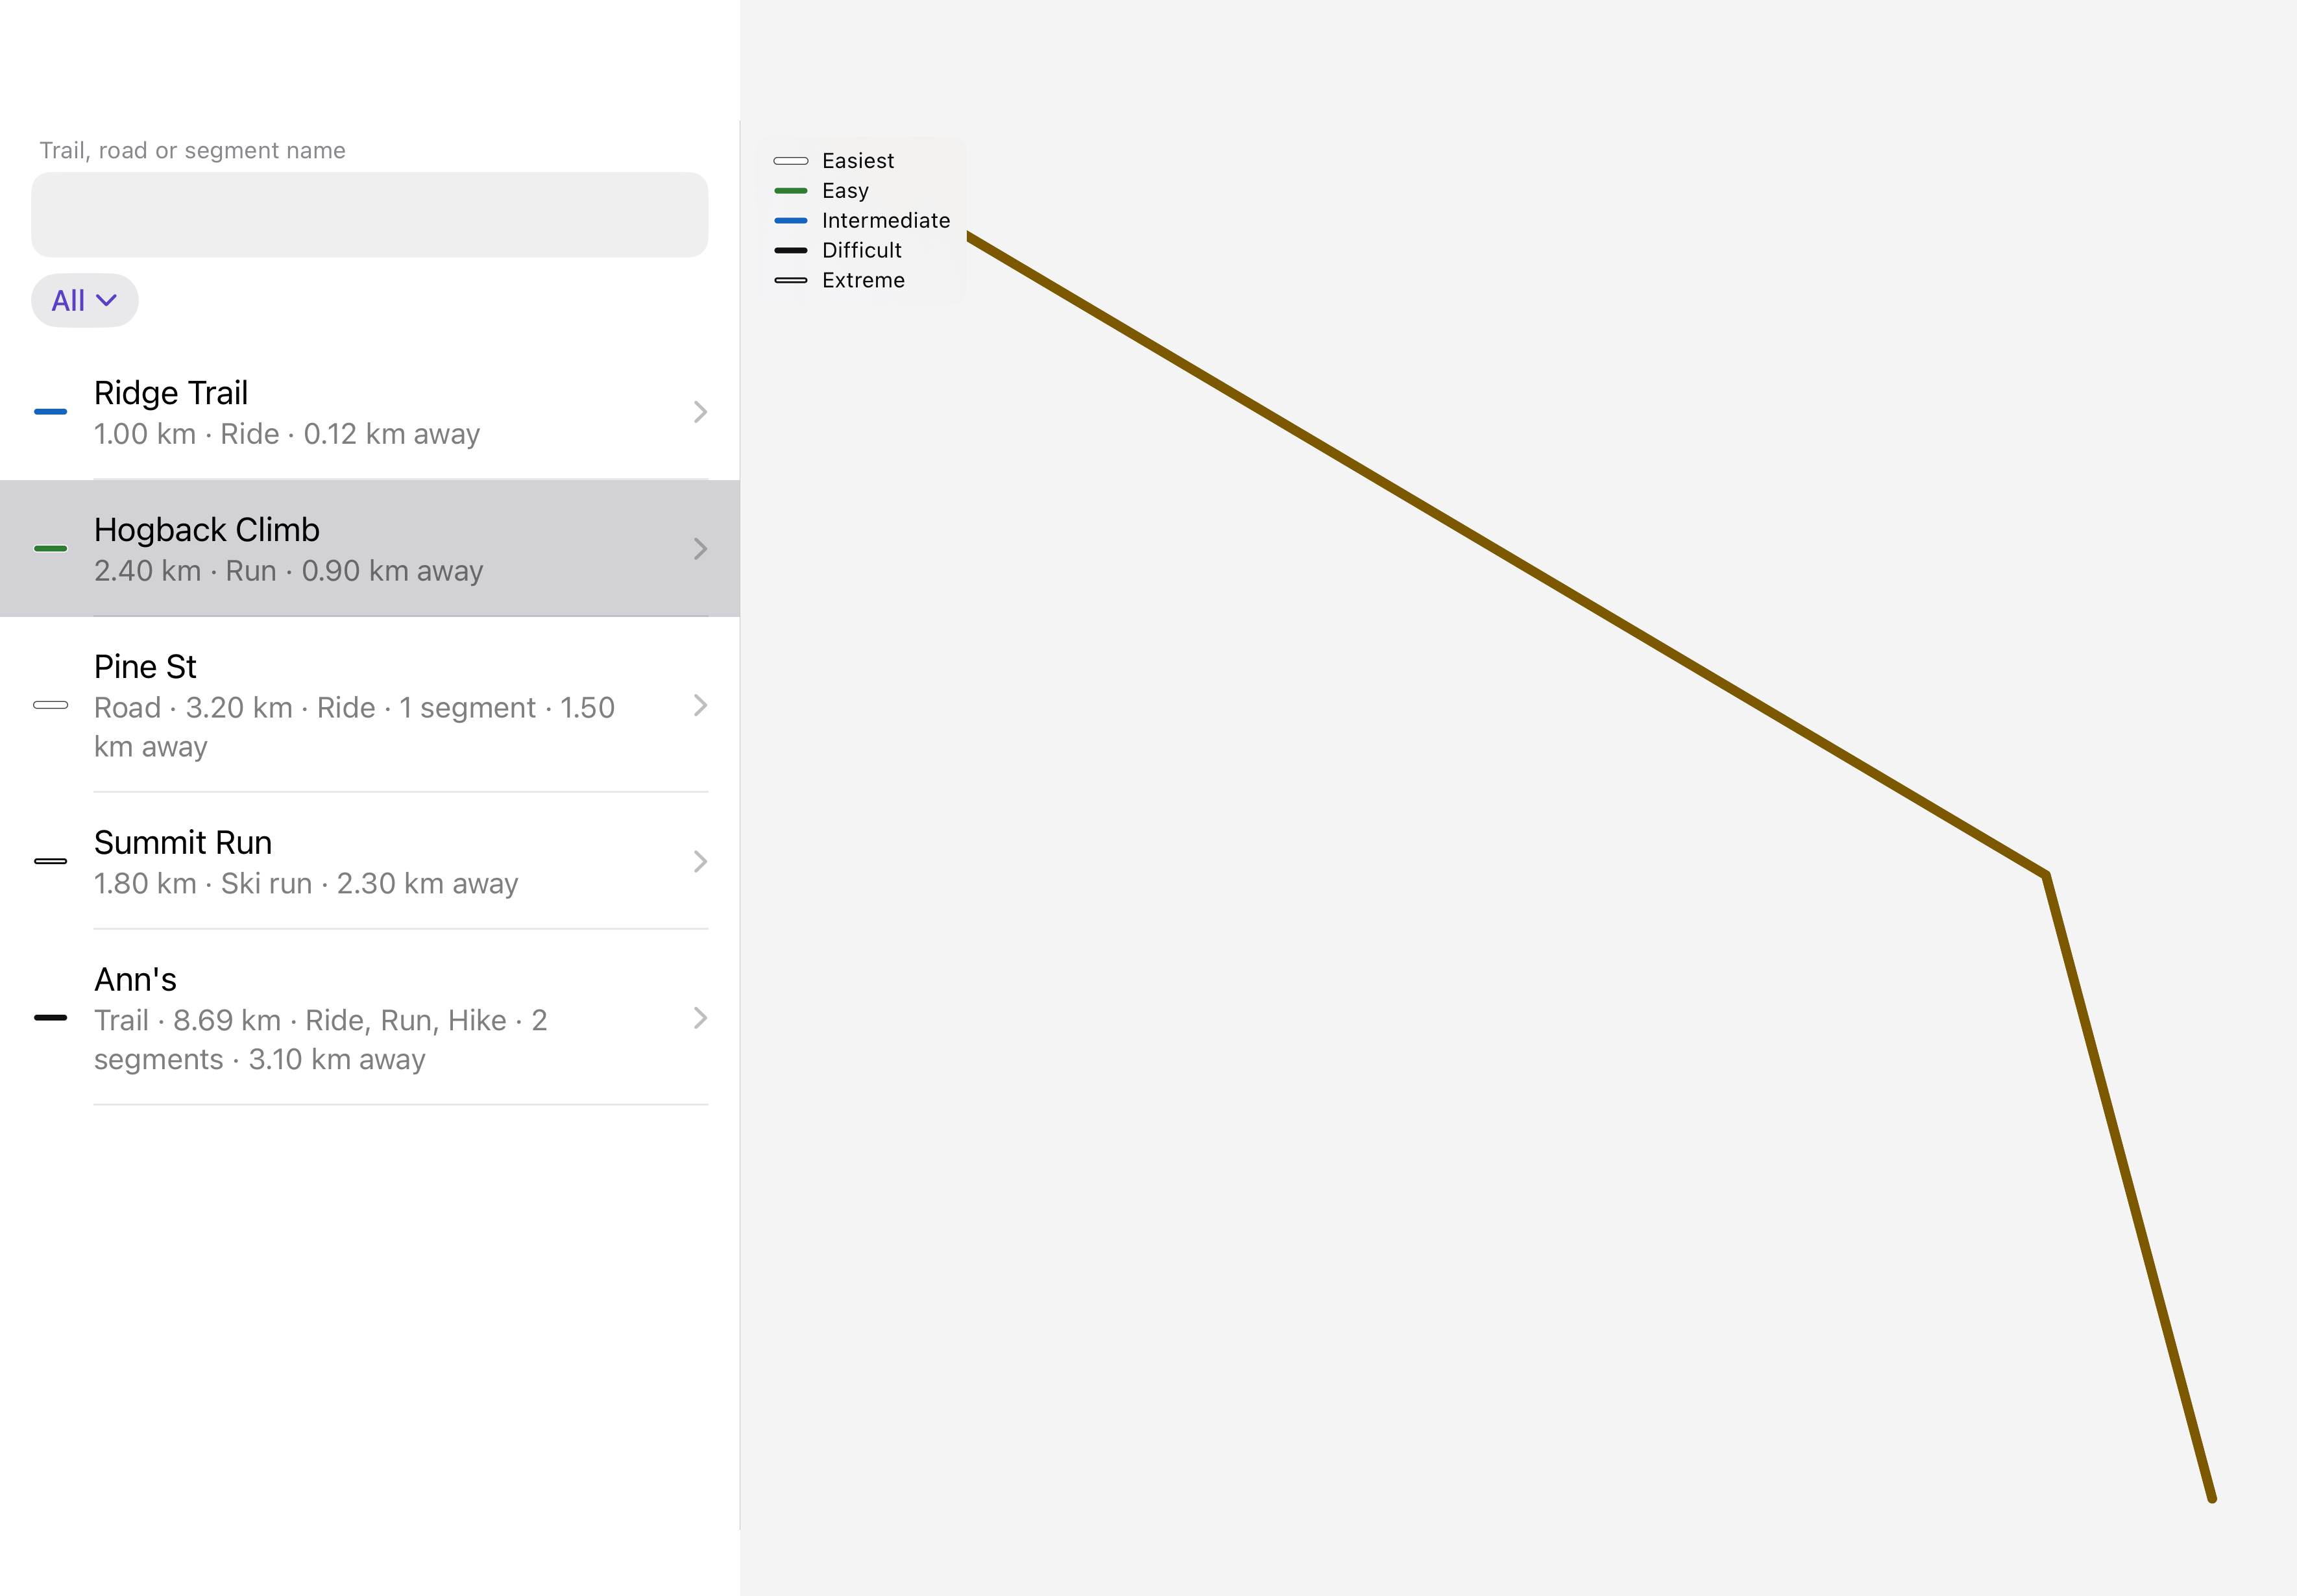 Trail, road or segment name
All
Ridge Trail
1.00 km · Ride · 0.12 km away
Hogback Climb
2.40 km · Run · 0.90 km away
Pine St
Road · 3.20 km · Ride · 1 segment · 1.50
km away
Summit Run
1.80 km · Ski run · 2.30 km away
Ann's
Trail · 8.69 km · Ride, Run, Hike · 2
segments · 3.10 km away
Easiest
Easy
Intermediate
Difficult
Extreme